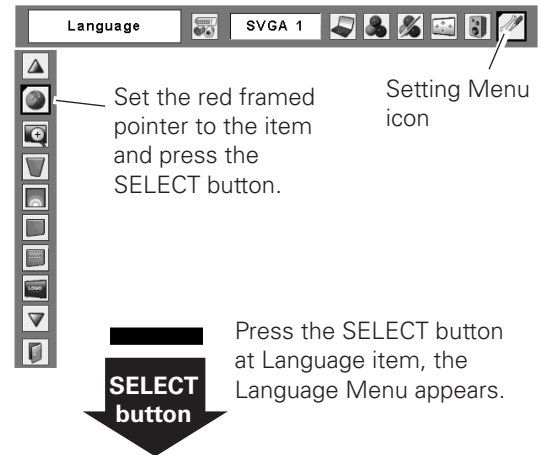 Language
SVGA 1
Setting Menu
icon
Set the red framed
pointer to the item
and press the
SELECT button.
LOGO
Press the SELECT button
at Language item, the
Language Menu appears.
SELECT
button